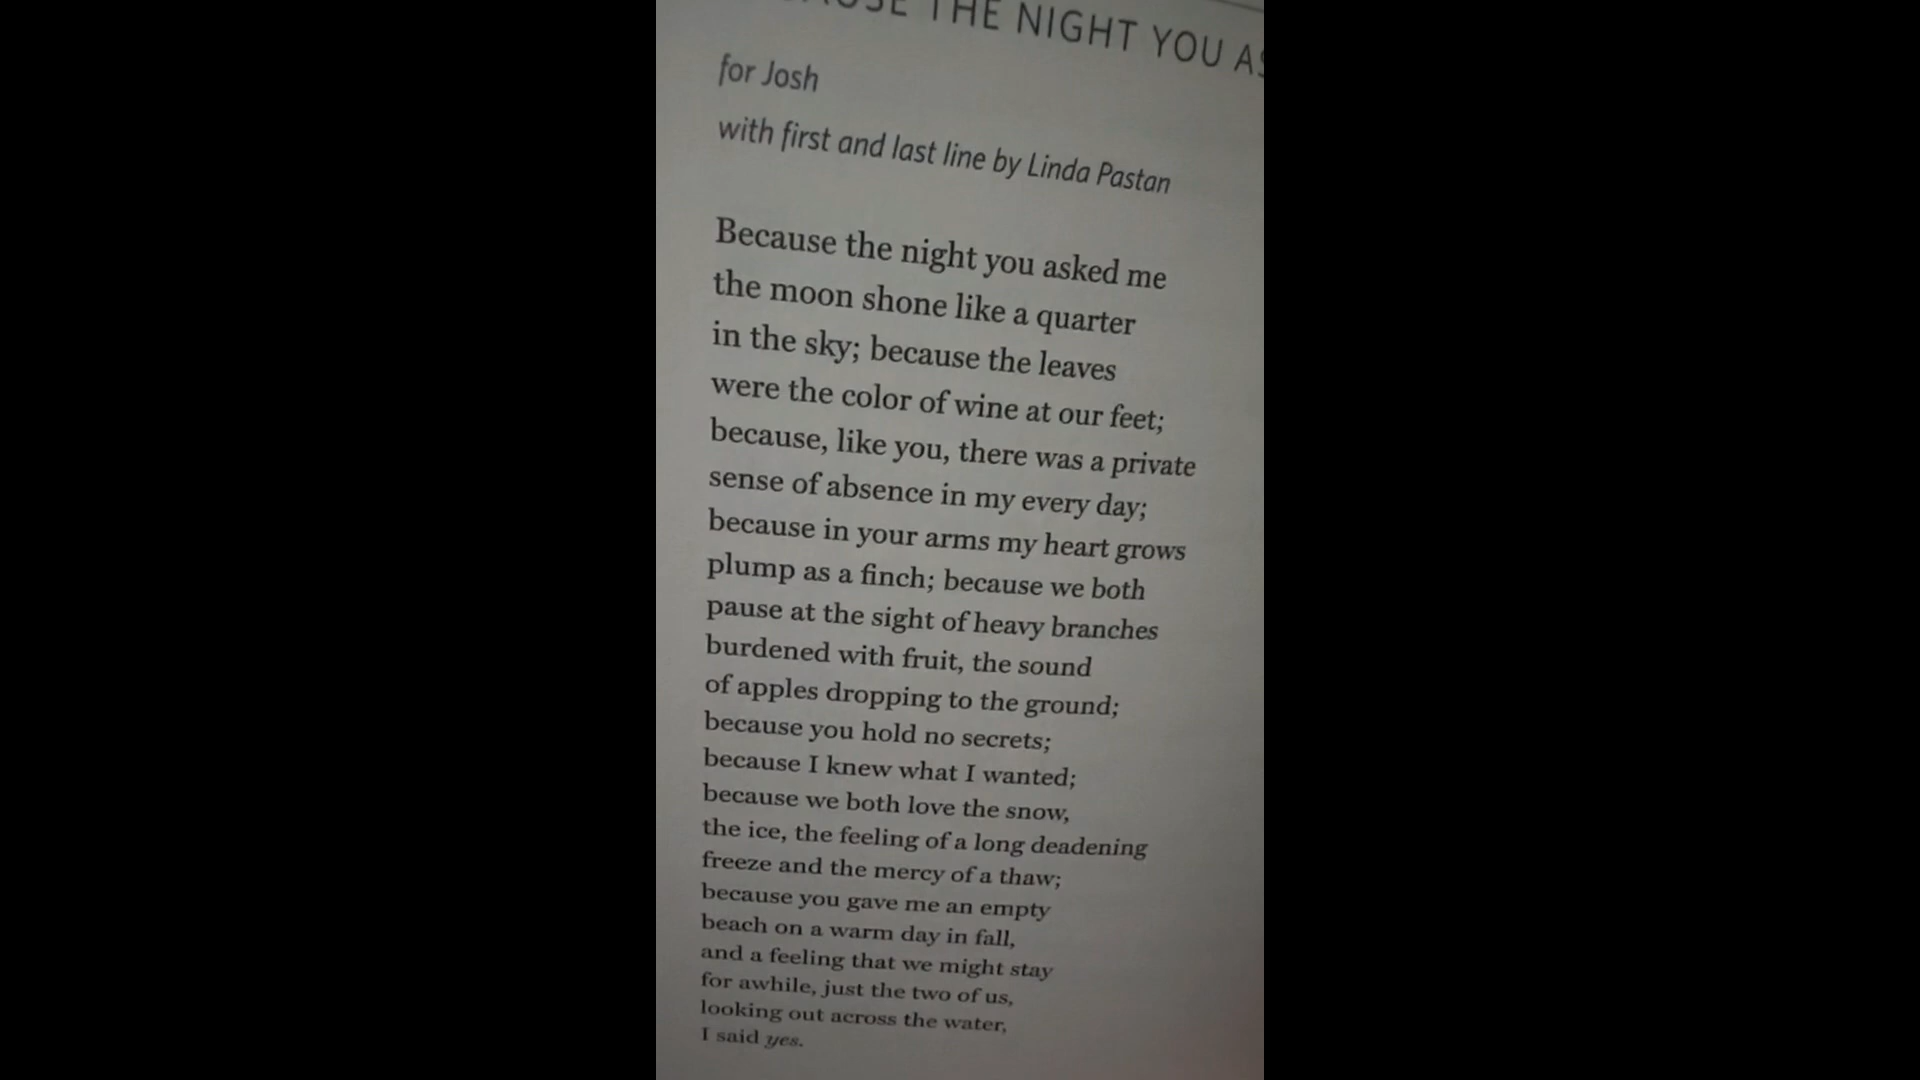 THE NIGHT YOU
for Josh
with first and last line by Linda Pastan
Because the night you asked me
the moon shone like a quarter
in the sky; because the leaves
were the color of wine at our feet;
because, like you, there was a private
sense of absence in my every day;
because in your arms my heart grows
plump as a finch; because we both
pause at the sight of heavy branches
burdened with fruit, the sound
of apples dropping to the ground;
because you hold no secrets;
because I knew what I wanted;
because we both love the snow,
the ice, the feeling of a long deadening
freeze and the mercy of a thaw;
because you gave me an empty
beach on a warm day in fall,
and a feeling that we might stay
for awhile, just the two of us,
looking out across the water,
I said yes.